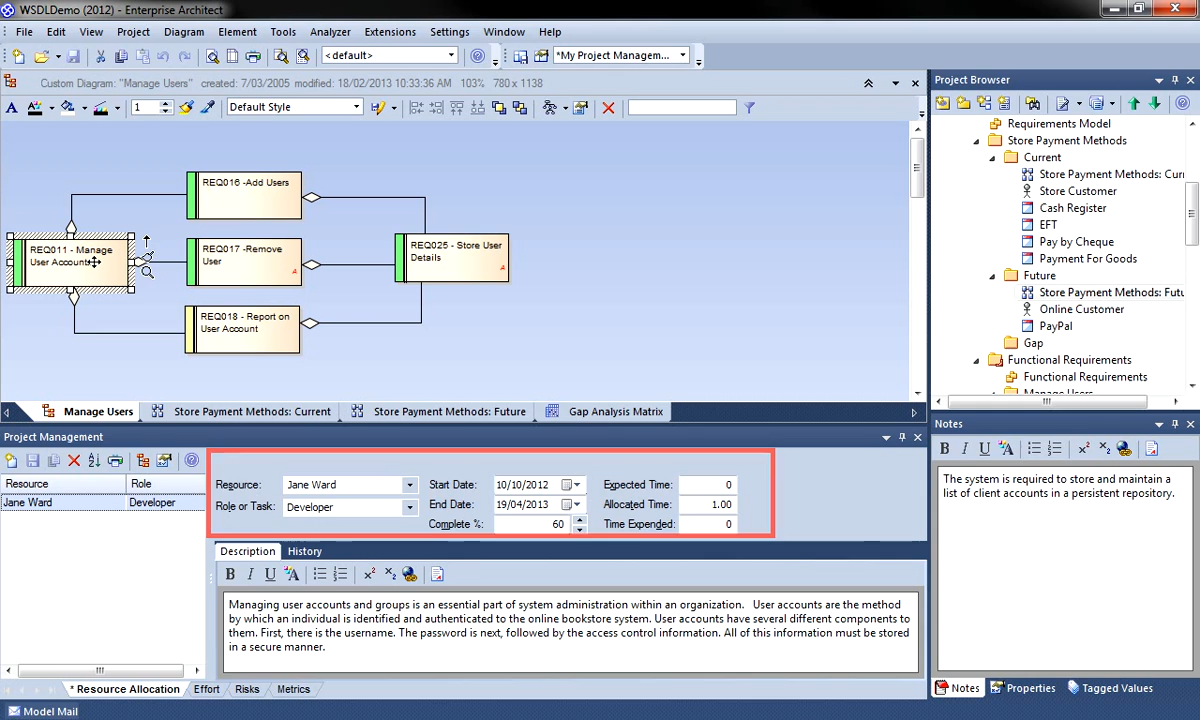 WSDLDemo (2012) - Enterprise Architect
File Edit View Project Diagram Element Tools Analyzer Extensions Settings Window Help
<default>
*My Project Managem...
Custom Diagram: "Manage Users" created: 7/03/2005 modified: 18/02/2013 10:33:36 AM 103% 780 x 1138
1
Default Style
REQ016 -Add Users
REQ011 - Manage
User Accounts
REQ017 -Remove
User
A
REQ025 - Store User
Details
A
REQ018 - Report on
User Account
Manage Users
Store Payment Methods: Current
Store Payment Methods: Future
Gap Analysis Matrix
Project Browser
Requirements Model
Store Payment Methods
Current
Store Payment Methods: Curr
Store Customer
Cash Register
EFT
Pay by Cheque
Payment For Goods
Future
Store Payment Methods: Futu
Online Customer
PayPal
Gap
Functional Requirements
Functional Requirements
Manage Users
Project Management
Resource Role
Jane Ward Developer
Resource: Jane Ward Start Date: 10/10/2012 Expected Time: 0
Role or Task: Developer End Date: 19/04/2013 Allocated Time: 1.00
Complete %: 60 Time Expended: 0
Description History
B I U A
Managing user accounts and groups is an essential part of system administration within an organization. User accounts are the method
by which an individual is identified and authenticated to the online bookstore system. User accounts have several different components to
them. First, there is the username. The password is next, followed by the access control information. All of this information must be stored
in a secure manner.
* Resource Allocation Effort Risks Metrics
Notes
B I U A
The system is required to store and maintain a
list of client accounts in a persistent repository.
Notes Properties Tagged Values
Model Mail